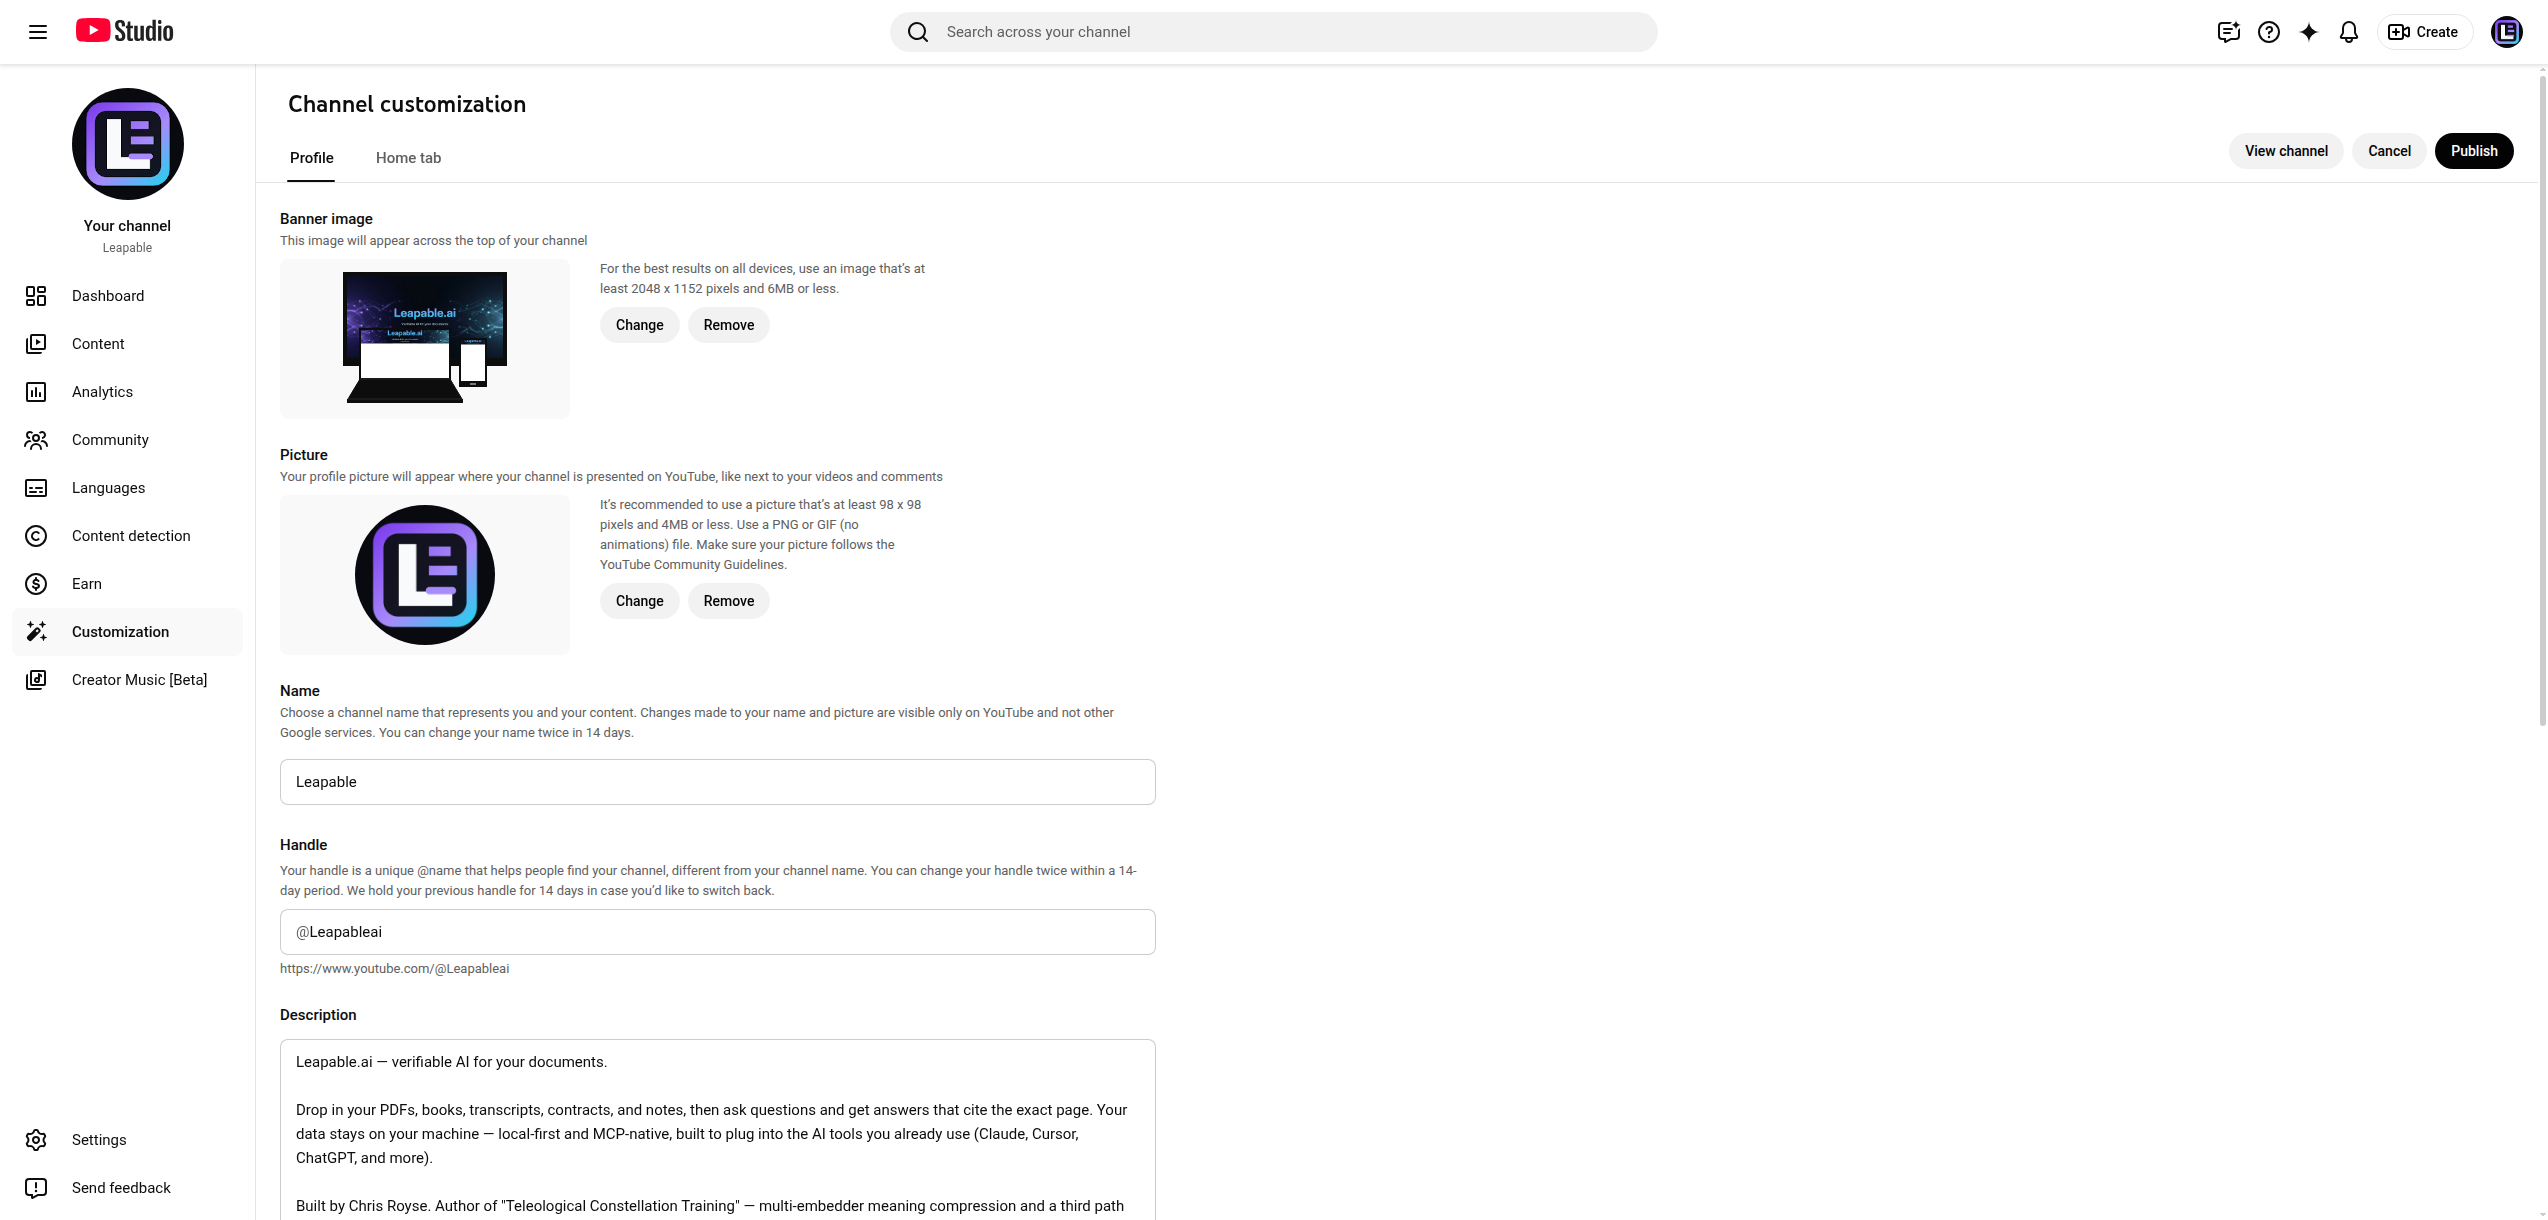 Studio
Search across your channel
Create
Your channel
Leapable
Dashboard
Content
Analytics
Community
Languages
Content detection
Earn
Customization
Creator Music [Beta]
Settings
Send feedback
Channel customization
Profile
Home tab
View channel
Cancel
Publish
Banner image
This image will appear across the top of your channel
Leapable.ai
Leapable.ai
For the best results on all devices, use an image that's at
least 2048 x 1152 pixels and 6MB or less.
Change
Remove
Picture
Your profile picture will appear where your channel is presented on YouTube, like next to your videos and comments
It's recommended to use a picture that's at least 98 x 98
pixels and 4MB or less. Use a PNG or GIF (no
animations) file. Make sure your picture follows the
YouTube Community Guidelines.
Change
Remove
Name
Choose a channel name that represents you and your content. Changes made to your name and picture are visible only on YouTube and not other
Google services. You can change your name twice in 14 days.
Leapable
Handle
Your handle is a unique @name that helps people find your channel, different from your channel name. You can change your handle twice within a 14-
day period. We hold your previous handle for 14 days in case you'd like to switch back.
@Leapableai
https://www.youtube.com/@Leapableai
Description
Leapable.ai — verifiable AI for your documents.
Drop in your PDFs, books, transcripts, contracts, and notes, then ask questions and get answers that cite the exact page. Your
data stays on your machine — local-first and MCP-native, built to plug into the AI tools you already use (Claude, Cursor,
ChatGPT, and more).
Built by Chris Royse. Author of "Teleological Constellation Training" — multi-embedder meaning compression and a third path